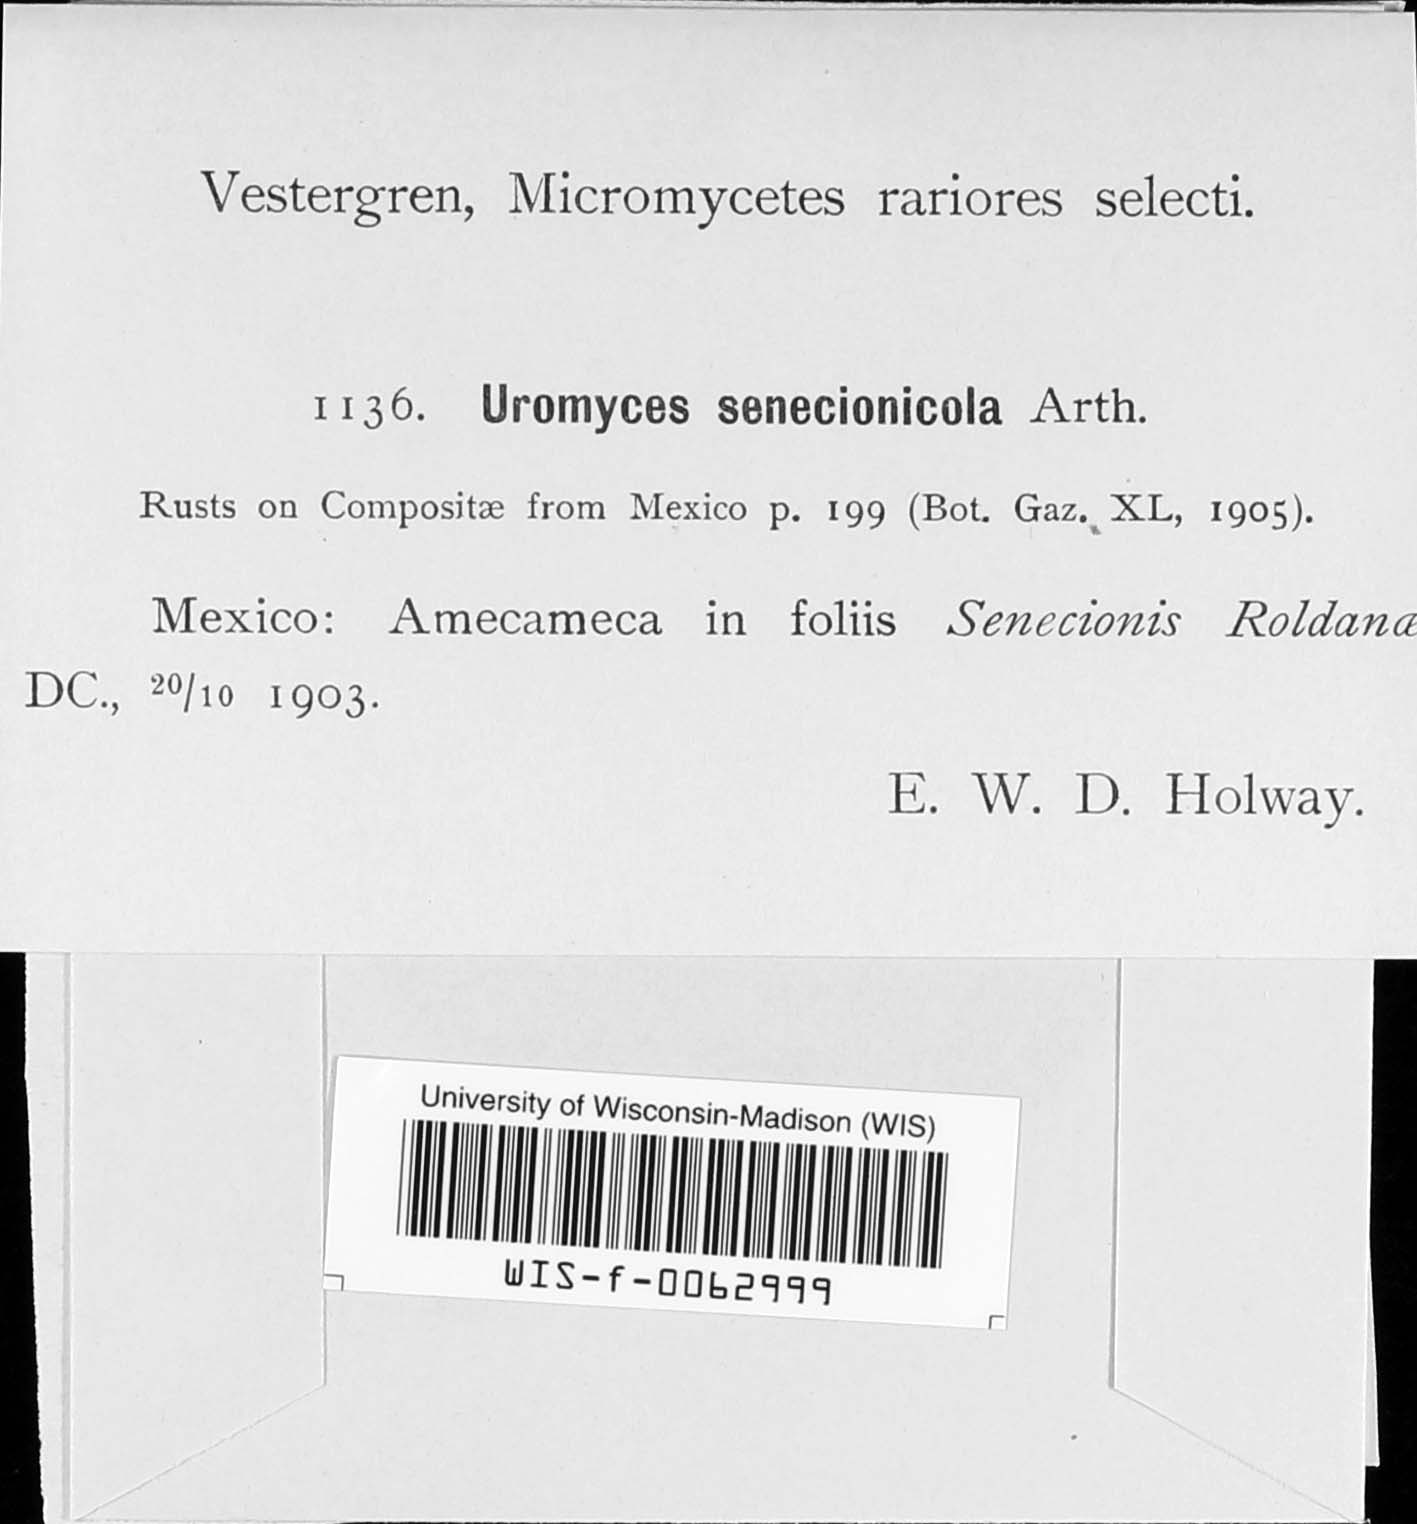 Vestergren, Micromycetes rariores selecti.
1136. Uromyces senecionicola Arth.
Rusts on Compositæ from Mexico p. 199 (Bot. Gaz. XL, 1905).
Mexico: Amecameca in foliis Senecionis Roldanæ
DC., 20/10 1903.
E. W. D. Holway.
University of Wisconsin-Madison (WIS)
WIS-f-0062999